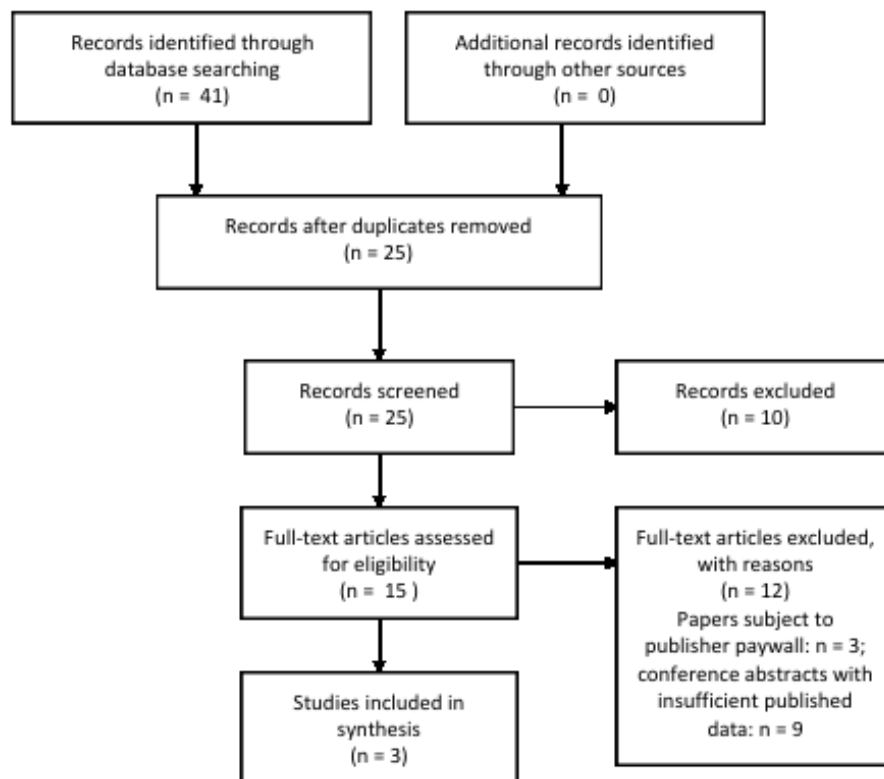 Records identified through
database searching
(n =  41)
Additional records identified
through other sources
(n =  0)
Records after duplicates removed
(n = 25)
Records screened
(n = 25)
Records excluded
(n = 10)
Full-text articles assessed
for eligibility
(n =  15 )
Full-text articles excluded,
with reasons
(n = 12)
Papers subject to
publisher paywall: n = 3;
conference abstracts with
insufficient published
data: n = 9
Studies included in
synthesis
(n = 3)